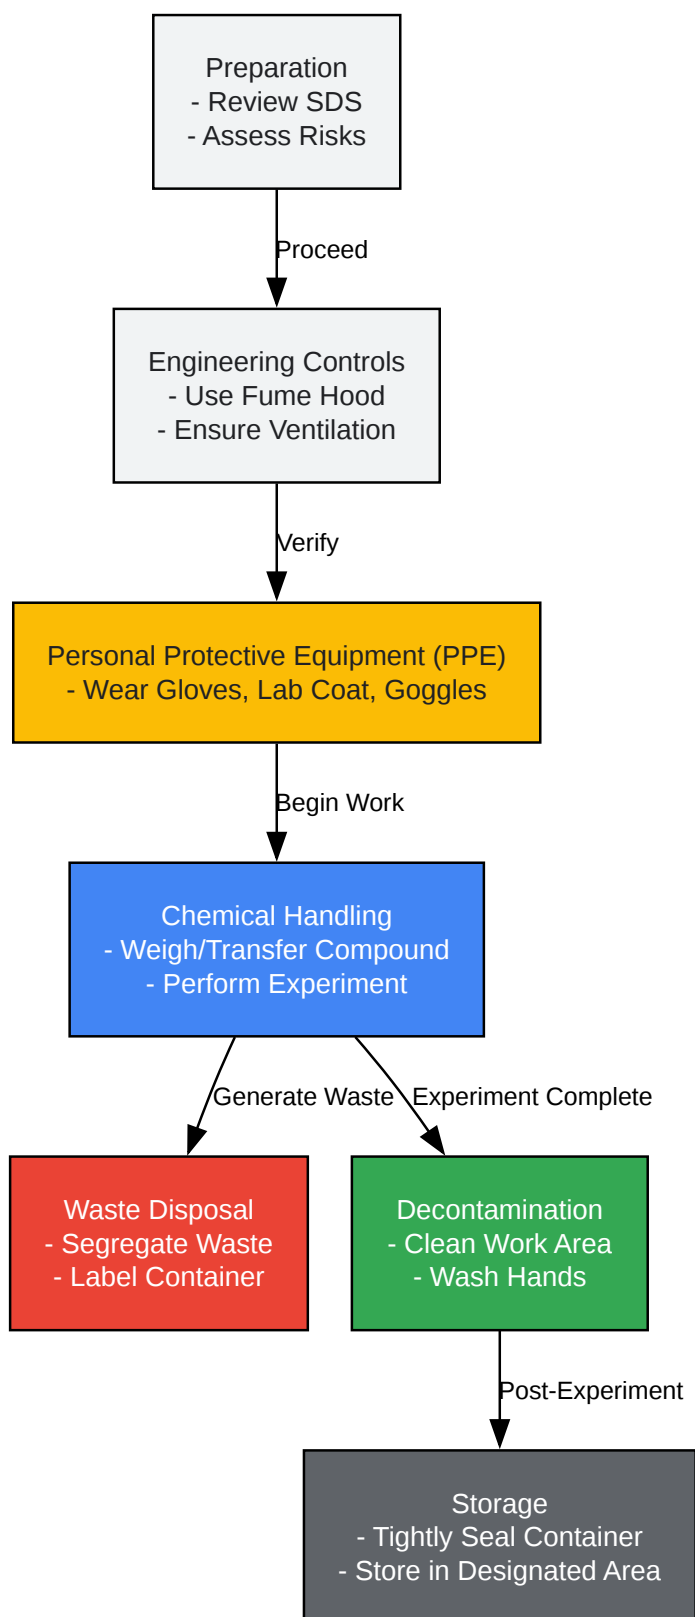 Preparation
- Review SDS
- Assess Risks
Proceed
Engineering Controls
- Use Fume Hood
- Ensure Ventilation
Verify
Personal Protective Equipment (PPE)
- Wear Gloves, Lab Coat, Goggles
Begin Work
Chemical Handling
- Weigh/Transfer Compound
- Perform Experiment
Generate Waste
Experiment Complete
Waste Disposal
- Segregate Waste
- Label Container
Decontamination
- Clean Work Area
- Wash Hands
Post-Experiment
Storage
- Tightly Seal Container
- Store in Designated Area